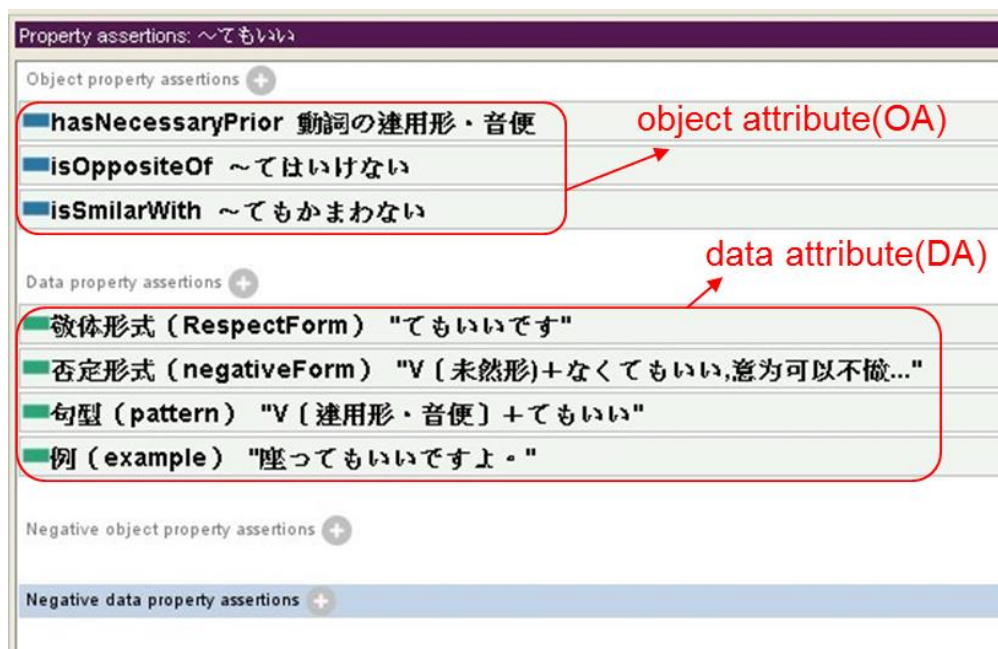 Property assertions: ～てもいい
Object property assertions
hasNecessaryPrior 動詞の連用形・音便
object attribute(OA)
isOppositeOf ～てはいけない
isSmilarWith ～てもかまわない
data attribute(DA)
Data property assertions
敬体形式（RespectForm） "てもいいです"
否定形式（negativeForm） "V〔未然形)＋なくてもいい,意为可以不做..."
句型（pattern） "V〔連用形・音便〕＋てもいい"
例（example） "座ってもいいですよ。"
Negative object property assertions
Negative data property assertions